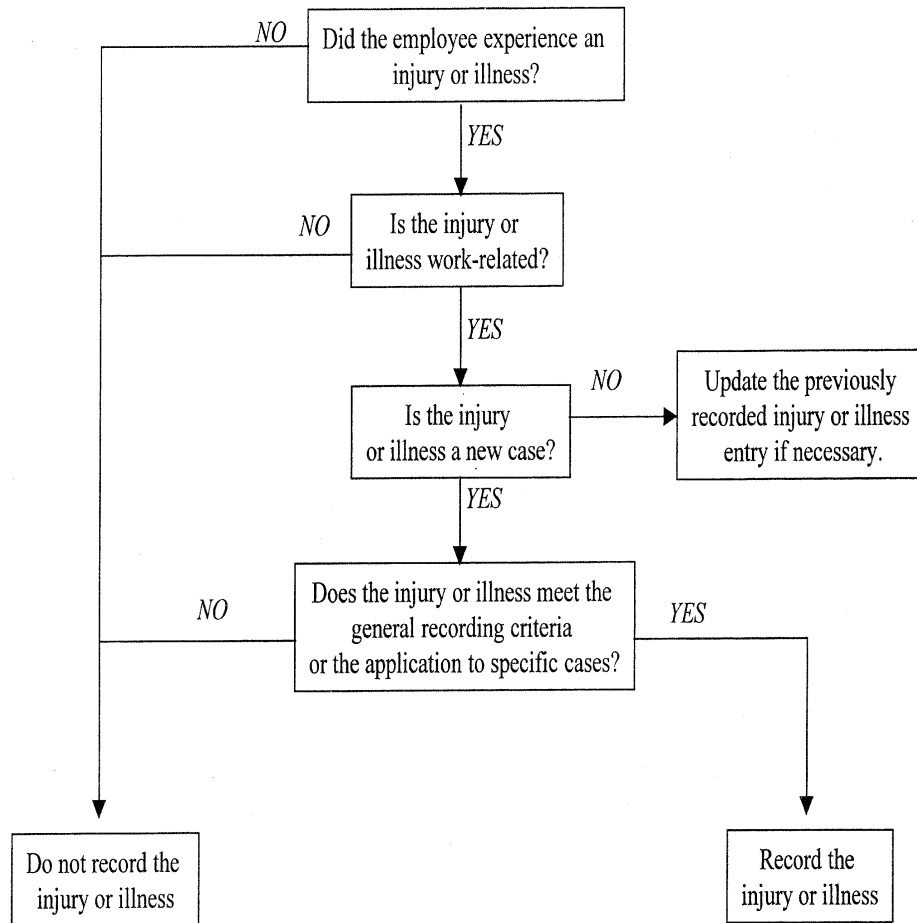 NO
Did the employee experience an
injury or illness?
YES
NO
Is the injury or
illness work-related?
YES
Is the injury
or illness a new case?
NO
Update the previously
recorded injury or illness
entry if necessary.
YES
NO
Does the injury or illness meet the
general recording criteria
or the application to specific cases?
YES
Do not record the
injury or illness
Record the
injury or illness